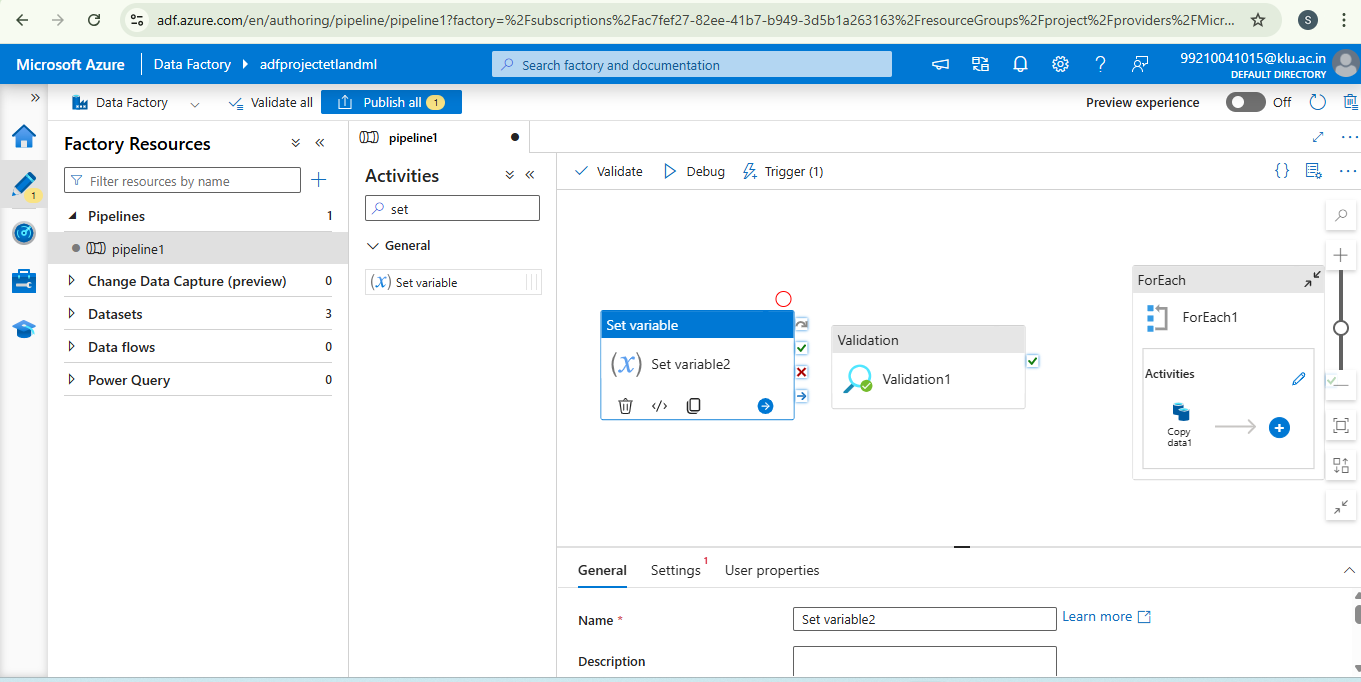 adf.azure.com/en/authoring/pipeline/pipeline1?factory=%2Fsubscriptions%2Fac7fef27-82ee-41b7-b949-3d5b1a263163%2FresourceGroups%2Fproject%2Fproviders%2FMicr...
S
Microsoft Azure
Data Factory
adfprojectetlandml
Search factory and documentation
99210041015@klu.ac.in
DEFAULT DIRECTORY
Data Factory
Validate all
Publish all 1
Preview experience
Off
Factory Resources
Filter resources by name
1
Pipelines 1
pipeline1
Change Data Capture (preview) 0
Datasets 3
Data flows 0
Power Query 0
pipeline1
Activities
set
General
(x) Set variable
Validate
Debug
Trigger (1)
{}
Set variable
(x) Set variable2
</>
Validation
Validation1
ForEach
ForEach1
Activities
Copy
data1
General
Settings 1
User properties
Name *
Set variable2
Learn more
Description